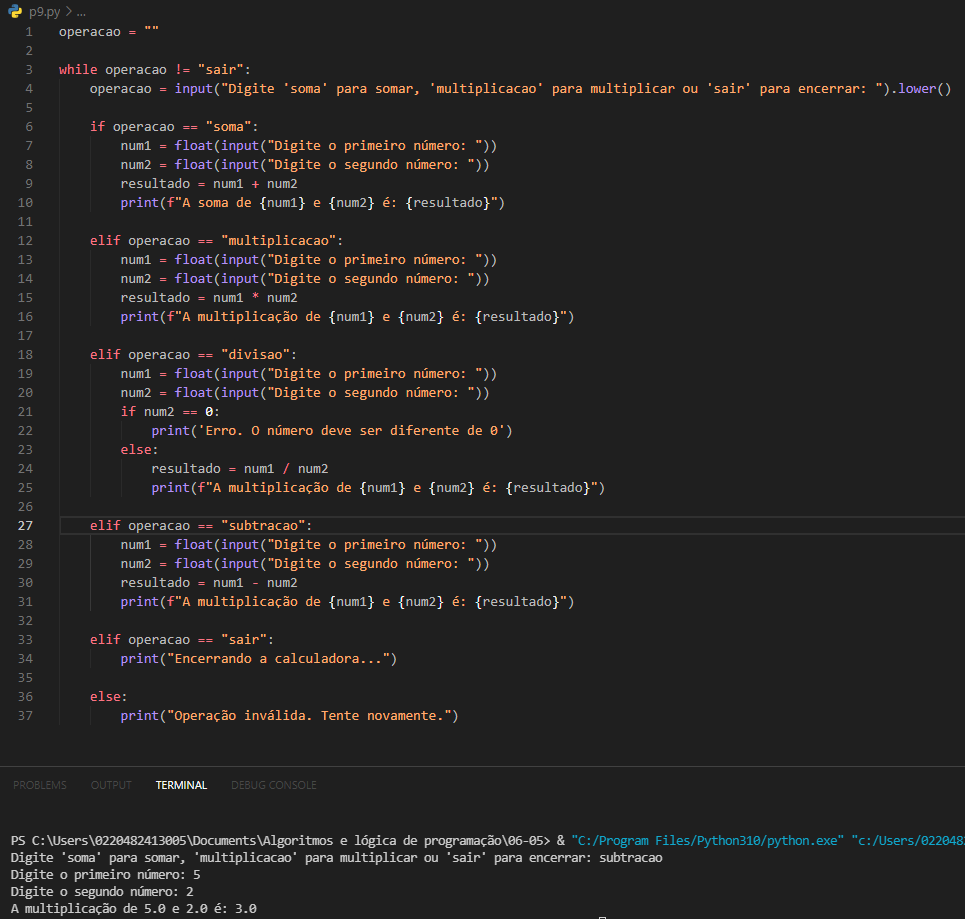 p9.py > ...
1 operacao = ""
2
3 while operacao != "sair":
4     operacao = input("Digite 'soma' para somar, 'multiplicacao' para multiplicar ou 'sair' para encerrar: ").lower()
5
6     if operacao == "soma":
7         num1 = float(input("Digite o primeiro número: "))
8         num2 = float(input("Digite o segundo número: "))
9         resultado = num1 + num2
10         print(f"A soma de {num1} e {num2} é: {resultado}")
11
12     elif operacao == "multiplicacao":
13         num1 = float(input("Digite o primeiro número: "))
14         num2 = float(input("Digite o segundo número: "))
15         resultado = num1 * num2
16         print(f"A multiplicação de {num1} e {num2} é: {resultado}")
17
18     elif operacao == "divisao":
19         num1 = float(input("Digite o primeiro número: "))
20         num2 = float(input("Digite o segundo número: "))
21         if num2 == 0:
22             print('Erro. O número deve ser diferente de 0')
23         else:
24             resultado = num1 / num2
25             print(f"A multiplicação de {num1} e {num2} é: {resultado}")
26
27     elif operacao == "subtracao":
28         num1 = float(input("Digite o primeiro número: "))
29         num2 = float(input("Digite o segundo número: "))
30         resultado = num1 - num2
31         print(f"A multiplicação de {num1} e {num2} é: {resultado}")
32
33     elif operacao == "sair":
34         print("Encerrando a calculadora...")
35
36     else:
37         print("Operação inválida. Tente novamente.")
PROBLEMS OUTPUT TERMINAL DEBUG CONSOLE
PS C:\Users\0220482413005\Documents\Algoritmos e lógica de programação\06-05> & "C:/Program Files/Python310/python.exe" "c:/Users/022048
Digite 'soma' para somar, 'multiplicacao' para multiplicar ou 'sair' para encerrar: subtracao
Digite o primeiro número: 5
Digite o segundo número: 2
A multiplicação de 5.0 e 2.0 é: 3.0